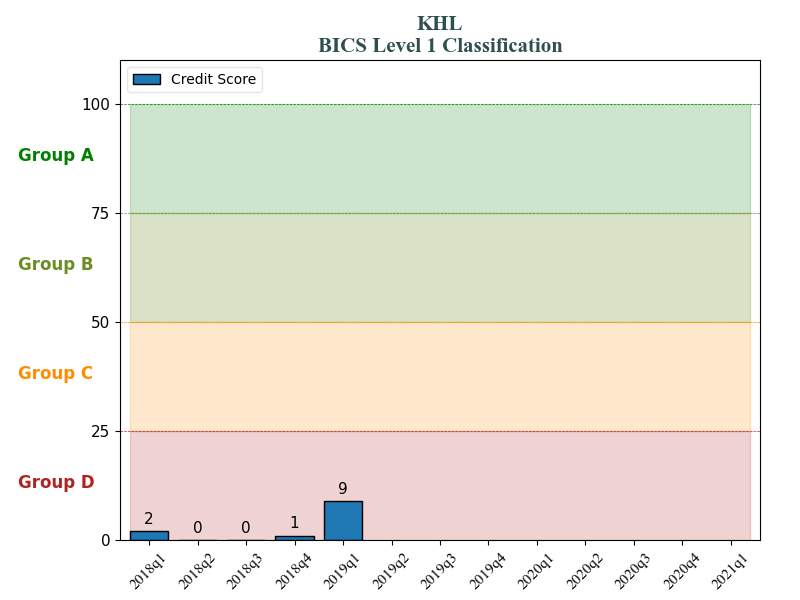 KHL
BICS Level 1 Classification
Credit Score
100
Group A
75
Group B
50
Group C
25
Group D
2
0
0
1
9
0
2018q1
2018q2
2018q3
2018q4
2019q1
2019q2
2019q3
2019q4
2020q1
2020q2
2020q3
2020q4
2021q1